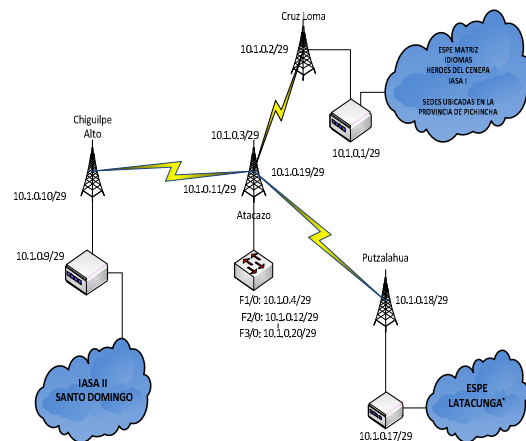 Cruz Loma
10.1.0.2/29
ESPE MATRIZ
IDIOMAS
HEROES DEL CENEPA
IASA I
SEDES UBICADAS EN LA
PROVINCIA DE PICHINCHA
10.1.0.1/29
Chiguilpe
Alto
10.1.0.3/29
10.1.0.19/29
10.1.0.11/29
10.1.0.10/29
Atacazo
10.1.0.9/29
Putzalahua
F1/0: 10.1.0.4/29
F2/0: 10.1.0.12/29
F3/0: 10.1.0.20/29
10.1.0.18/29
IASA II
SANTO DOMINGO
ESPE
LATACUNGA`
10.1.0.17/29